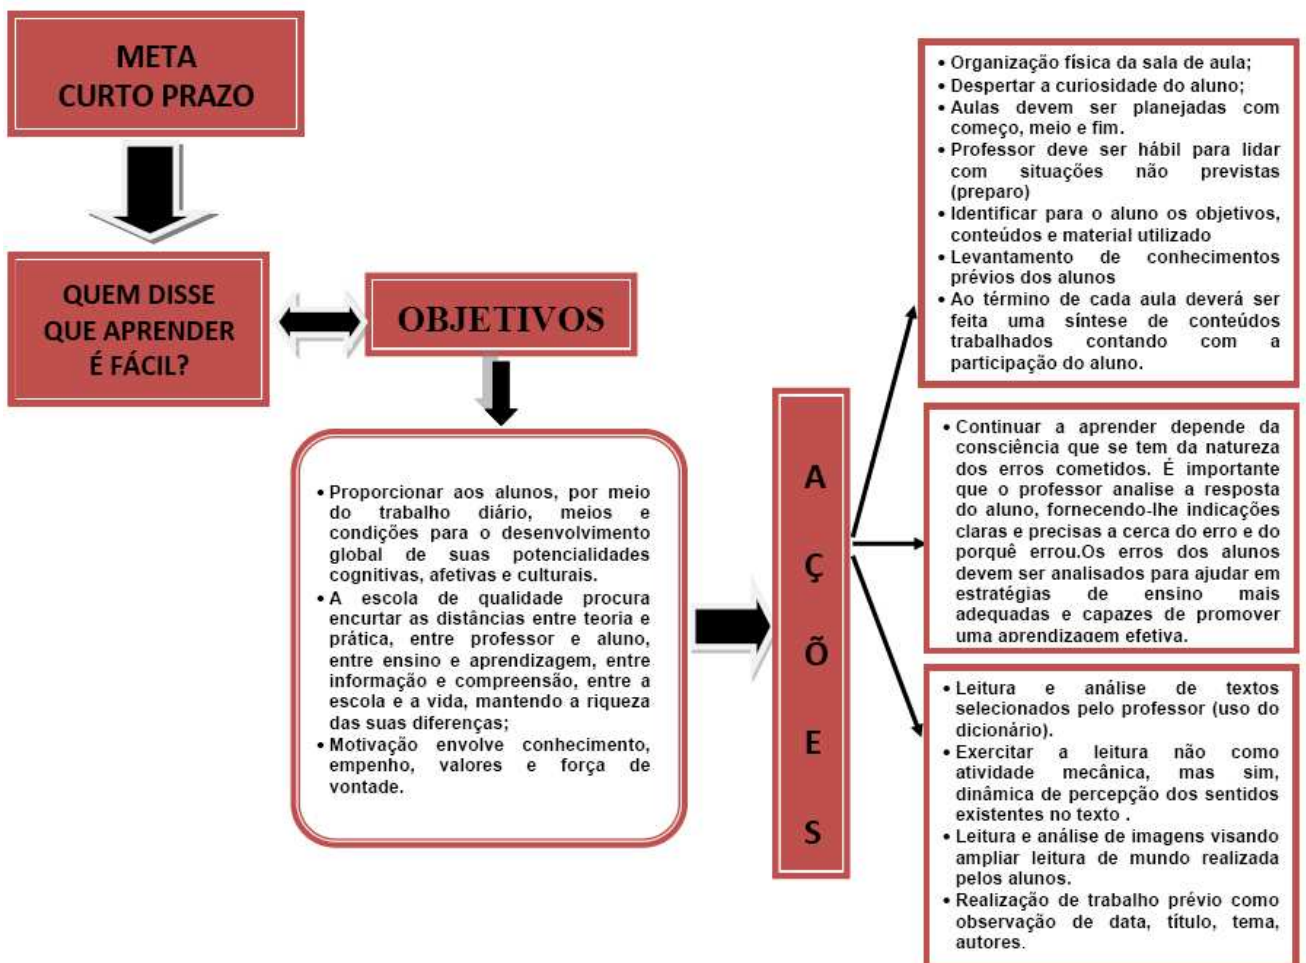 META
CURTO PRAZO
QUEM DISSE
QUE APRENDER
É FÁCIL?
OBJETIVOS
• Proporcionar aos alunos, por meio
do trabalho diário, meios e
condições para o desenvolvimento
global de suas potencialidades
cognitivas, afetivas e culturais.
• A escola de qualidade procura
encurtar as distâncias entre teoria e
prática, entre professor e aluno,
entre ensino e aprendizagem, entre
informação e compreensão, entre a
escola e a vida, mantendo a riqueza
das suas diferenças;
• Motivação envolve conhecimento,
empenho, valores e força de
vontade.
A
Ç
Õ
E
S
• Organização física da sala de aula;
• Despertar a curiosidade do aluno;
• Aulas devem ser planejadas com
começo, meio e fim.
• Professor deve ser hábil para lidar
com situações não previstas
(preparo)
• Identificar para o aluno os objetivos,
conteúdos e material utilizado
• Levantamento de conhecimentos
prévios dos alunos
• Ao término de cada aula deverá ser
feita uma síntese de conteúdos
trabalhados contando com a
participação do aluno.
• Continuar a aprender depende da
consciência que se tem da natureza
dos erros cometidos. É importante
que o professor analise a resposta
do aluno, fornecendo-lhe indicações
claras e precisas a cerca do erro e do
porquê errou.Os erros dos alunos
devem ser analisados para ajudar em
estratégias de ensino mais
adequadas e capazes de promover
uma aprendizagem efetiva.
• Leitura e análise de textos
selecionados pelo professor (uso do
dicionário).
• Exercitar a leitura não como
atividade mecânica, mas sim,
dinâmica de percepção dos sentidos
existentes no texto .
• Leitura e análise de imagens visando
ampliar leitura de mundo realizada
pelos alunos.
• Realização de trabalho prévio como
observação de data, título, tema,
autores.